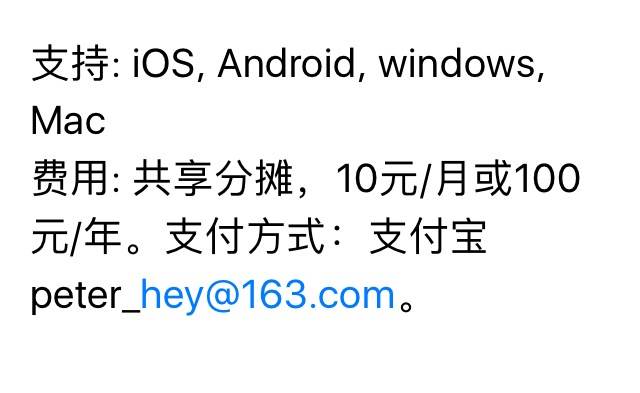 支持: iOS, Android, windows,
Mac
费用: 共享分摊，10元/月或100
元/年。支付方式：支付宝
peter_hey@163.com。